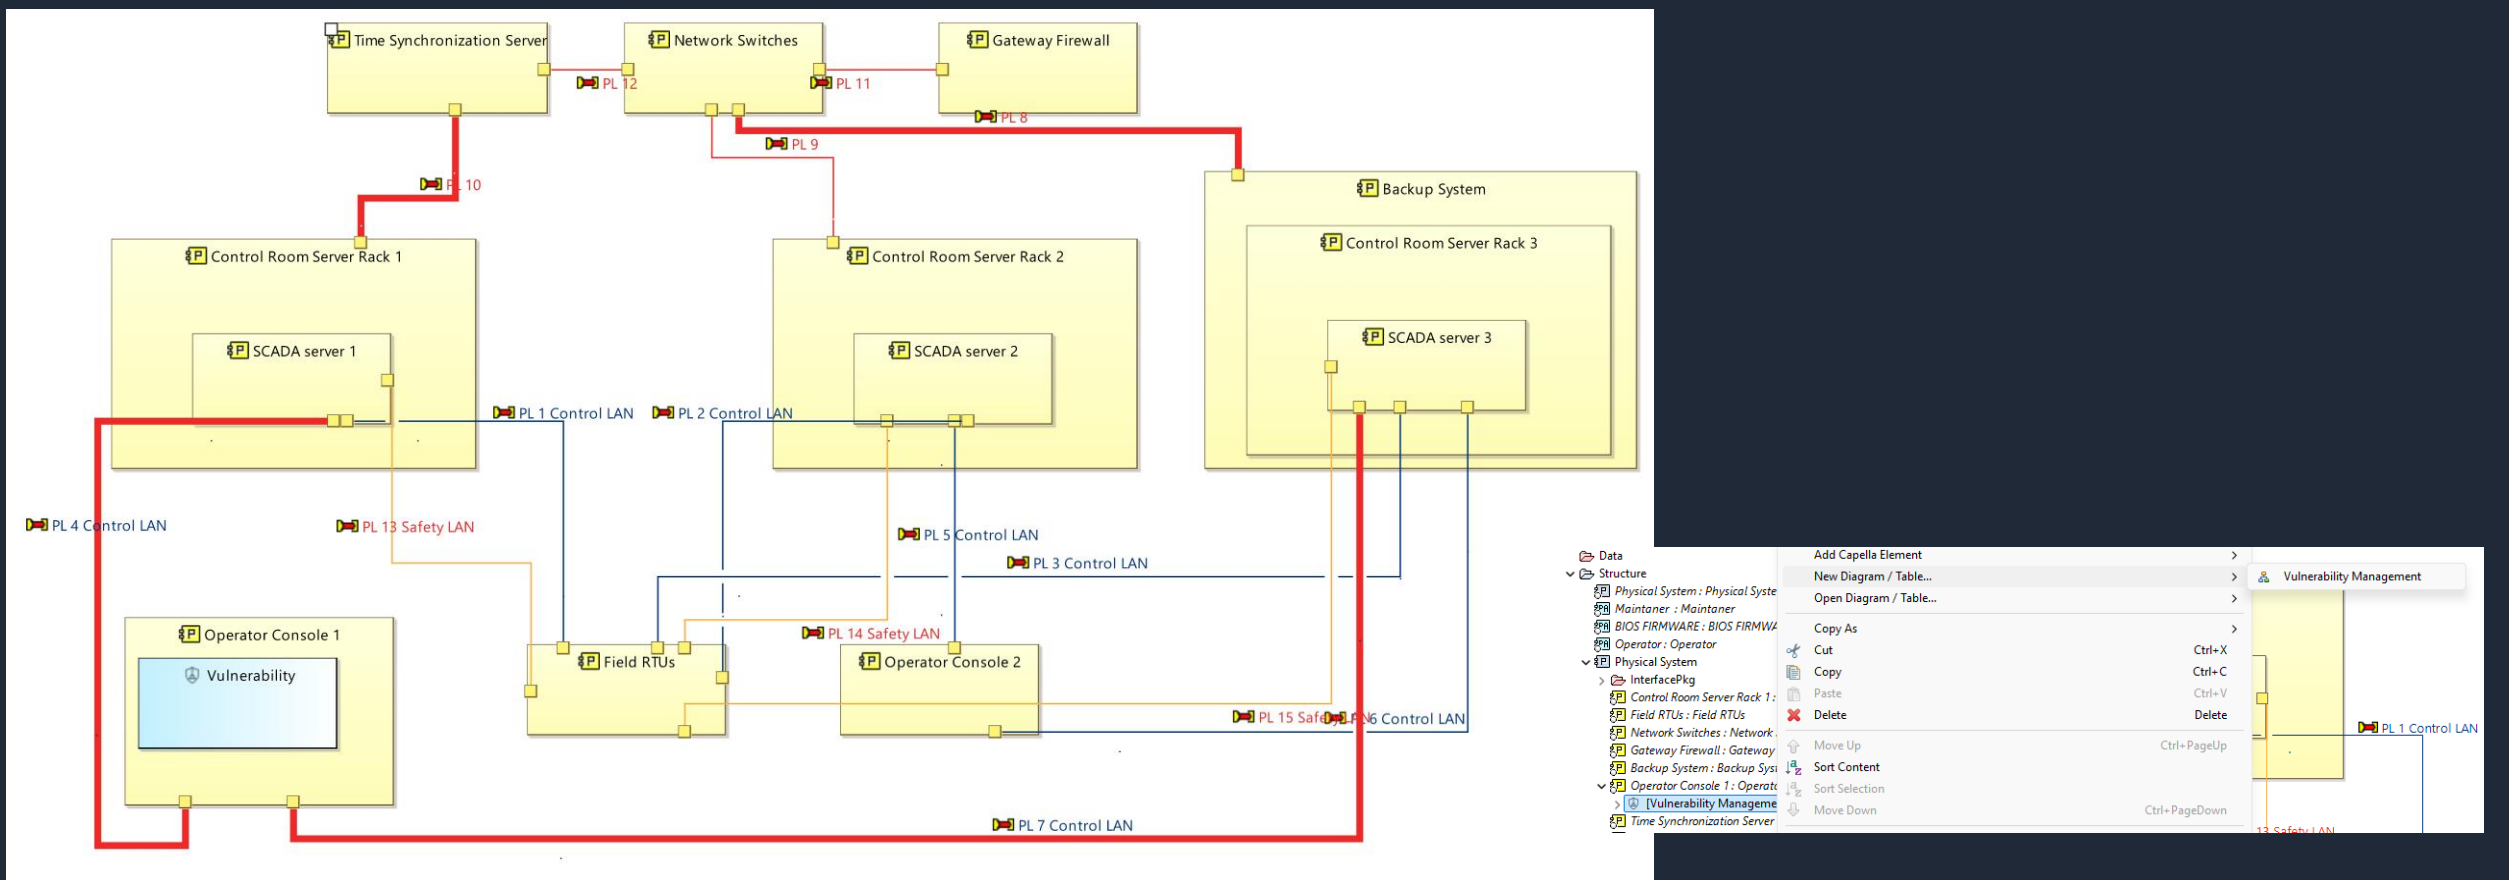 Time Synchronization Server
Network Switches
Gateway Firewall
PL 12
PL 11
PL 8
PL 9
PL 10
Backup System
Control Room Server Rack 1
Control Room Server Rack 2
Control Room Server Rack 3
SCADA server 1
SCADA server 2
SCADA server 3
PL 1 Control LAN
PL 2 Control LAN
PL 4 Control LAN
PL 13 Safety LAN
PL 5 Control LAN
PL 3 Control LAN
Operator Console 1
Vulnerability
Field RTUs
PL 14 Safety LAN
Operator Console 2
PL 15 Safety LAN
PL 6 Control LAN
PL 7 Control LAN
Data
Structure
Physical System : Physical Syste
Maintaner : Maintaner
BIOS FIRMWARE : BIOS FIRMWA
Operator : Operator
Physical System
InterfacePkg
Control Room Server Rack 1 :
Field RTUs : Field RTUs
Network Switches : Network
Gateway Firewall : Gateway
Backup System : Backup Syst
Operator Console 1 : Operato
[Vulnerability Manageme
Time Synchronization Server
Add Capella Element
New Diagram / Table...
Open Diagram / Table...
Copy As
Cut Ctrl+X
Copy Ctrl+C
Paste Ctrl+V
Delete Delete
Move Up Ctrl+PageUp
Sort Content
Sort Selection
Move Down Ctrl+PageDown
Vulnerability Management
PL 1 Control LAN
13 Safety LAN